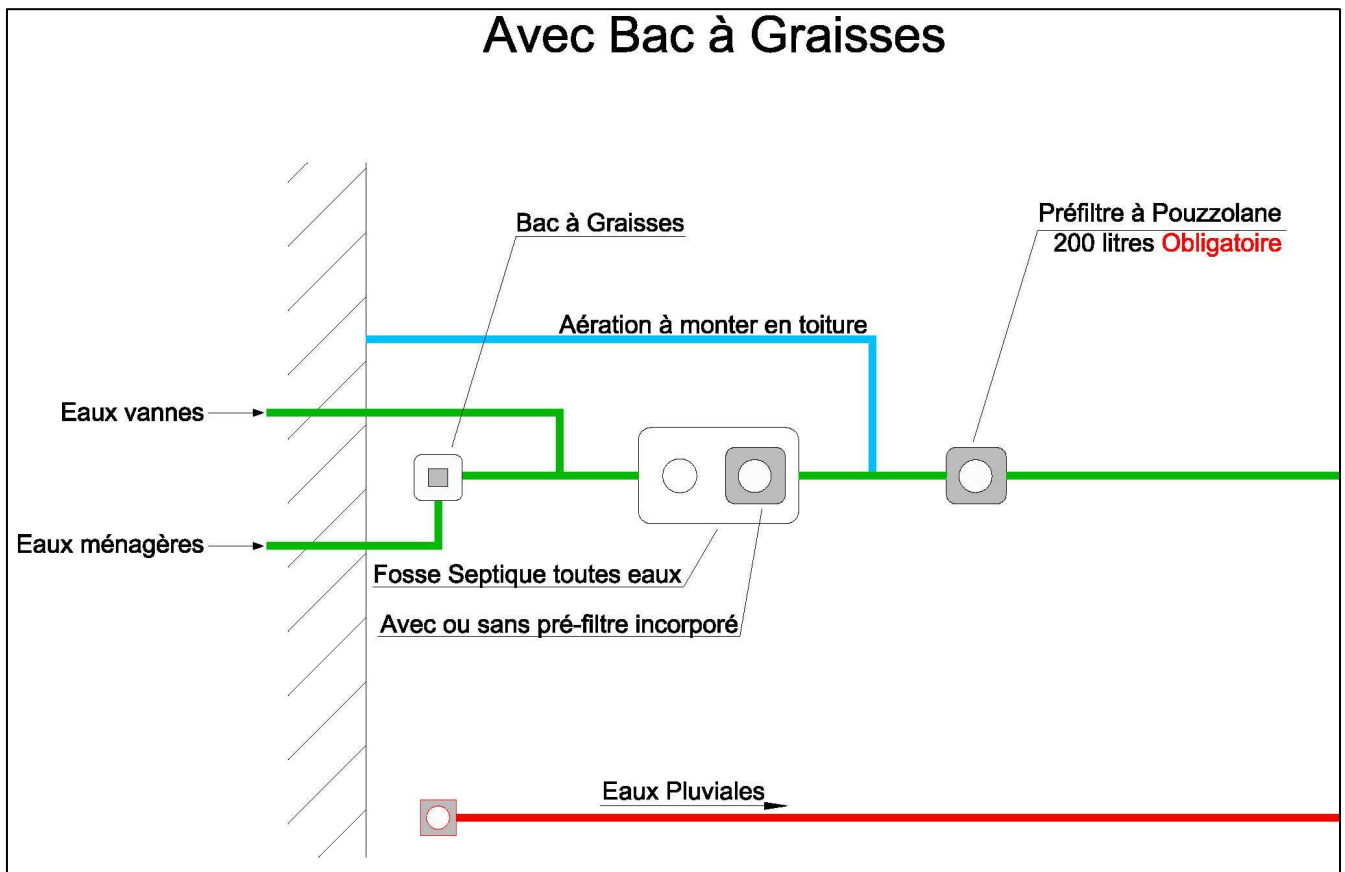 Avec Bac à Graisses
Bac à Graisses
Préfiltre à Pouzzolane
200 litres Obligatoire
Aération à monter en toiture
Eaux vannes
Eaux ménagères
Fosse Septique toutes eaux
Avec ou sans pré-filtre incorporé
Eaux Pluviales